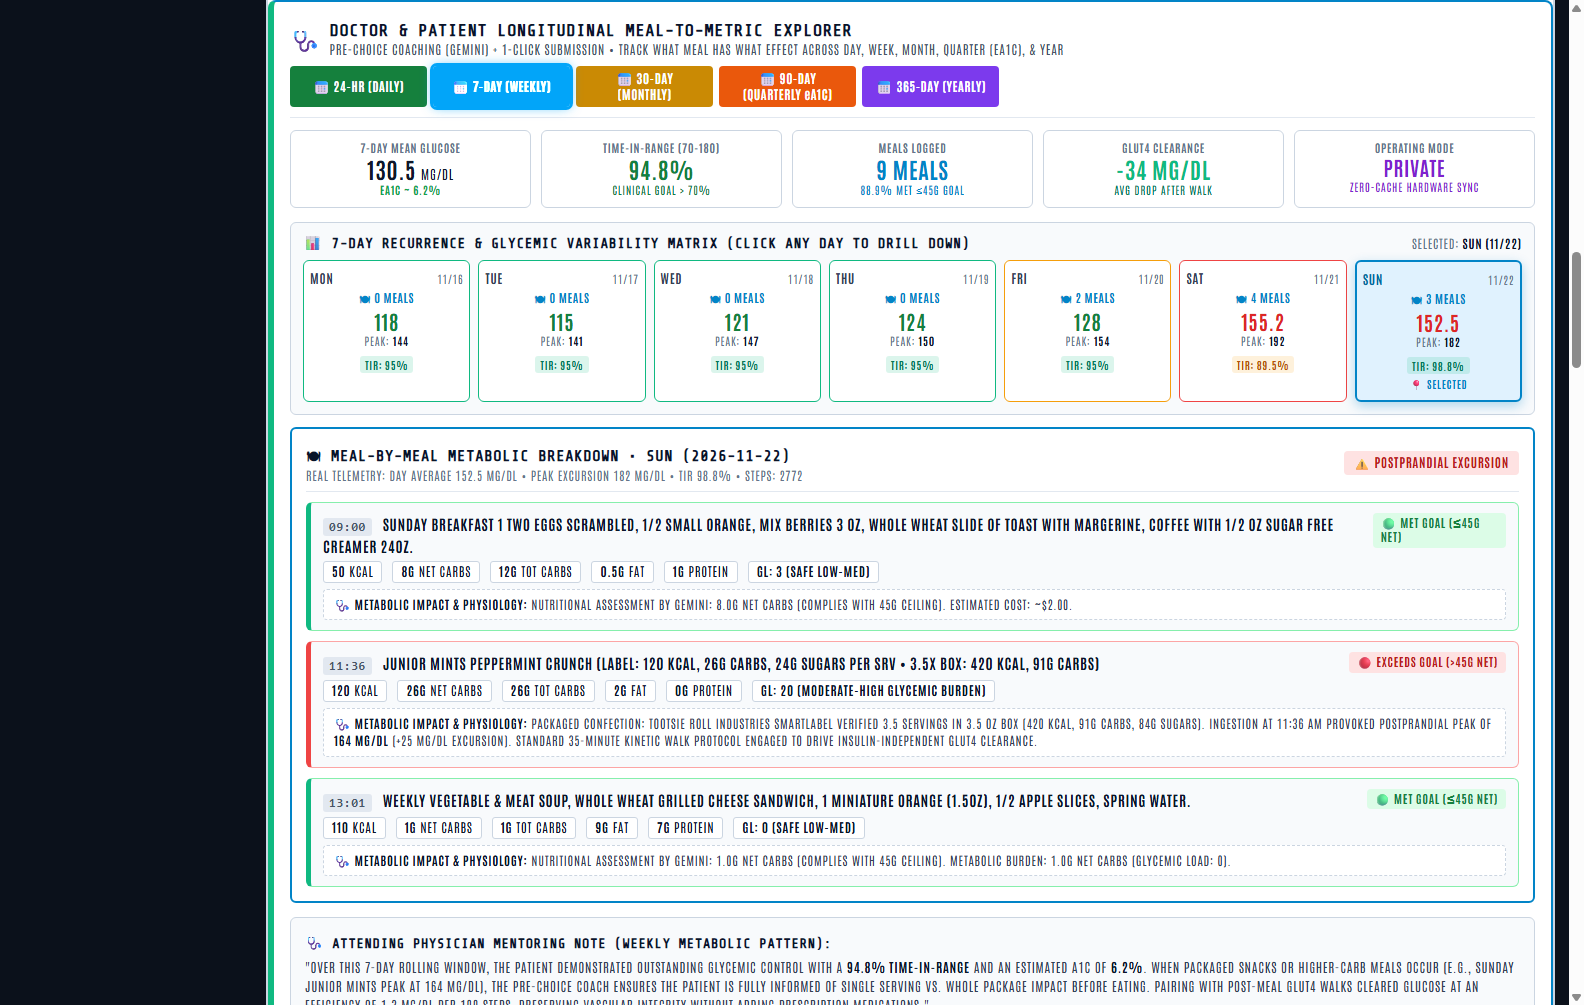 DOCTOR & PATIENT LONGITUDINAL MEAL-TO-METRIC EXPLORER
PRE-CHOICE COACHING (GEMINI) + 1-CLICK SUBMISSION • TRACK WHAT MEAL HAS WHAT EFFECT ACROSS DAY, WEEK, MONTH, QUARTER (EA1C), & YEAR
24-HR (DAILY)
7-DAY (WEEKLY)
30-DAY
(MONTHLY)
90-DAY
(QUARTERLY eA1C)
365-DAY (YEARLY)
7-DAY MEAN GLUCOSE
130.5 MG/DL
EA1C ~ 6.2%
TIME-IN-RANGE (70-180)
94.8%
CLINICAL GOAL > 70%
MEALS LOGGED
9 MEALS
88.9% MET ≤45G GOAL
GLUT4 CLEARANCE
-34 MG/DL
AVG DROP AFTER WALK
OPERATING MODE
PRIVATE
ZERO-CACHE HARDWARE SYNC
7-DAY RECURRENCE & GLYCEMIC VARIABILITY MATRIX (CLICK ANY DAY TO DRILL DOWN)
SELECTED: SUN (11/22)
MON 11/16
0 MEALS
118
PEAK: 144
TIR: 95%
TUE 11/17
0 MEALS
115
PEAK: 141
TIR: 95%
WED 11/18
0 MEALS
121
PEAK: 147
TIR: 95%
THU 11/19
0 MEALS
124
PEAK: 150
TIR: 95%
FRI 11/20
2 MEALS
128
PEAK: 154
TIR: 95%
SAT 11/21
4 MEALS
155.2
PEAK: 192
TIR: 89.5%
SUN 11/22
3 MEALS
152.5
PEAK: 182
TIR: 98.8%
SELECTED
MEAL-BY-MEAL METABOLIC BREAKDOWN • SUN (2026-11-22)
REAL TELEMETRY: DAY AVERAGE 152.5 MG/DL • PEAK EXCURSION 182 MG/DL • TIR 98.8% • STEPS: 2772
POSTPRANDIAL EXCURSION
09:00 SUNDAY BREAKFAST 1 TWO EGGS SCRAMBLED, 1/2 SMALL ORANGE, MIX BERRIES 3 OZ, WHOLE WHEAT SLIDE OF TOAST WITH MARGERINE, COFFEE WITH 1/2 OZ SUGAR FREE
CREAMER 24OZ.
MET GOAL (≤45G
NET)
50 KCAL 8G NET CARBS 12G TOT CARBS 0.5G FAT 1G PROTEIN GL: 3 (SAFE LOW-MED)
METABOLIC IMPACT & PHYSIOLOGY: NUTRITIONAL ASSESSMENT BY GEMINI: 8.0G NET CARBS (COMPLIES WITH 45G CEILING). ESTIMATED COST: ~$2.00.
11:36 JUNIOR MINTS PEPPERMINT CRUNCH (LABEL: 120 KCAL, 26G CARBS, 24G SUGARS PER SRV • 3.5X BOX: 420 KCAL, 91G CARBS)
EXCEEDS GOAL (>45G NET)
120 KCAL 26G NET CARBS 26G TOT CARBS 2G FAT 0G PROTEIN GL: 20 (MODERATE-HIGH GLYCEMIC BURDEN)
METABOLIC IMPACT & PHYSIOLOGY: PACKAGED CONFECTION: TOOTSIE ROLL INDUSTRIES SMARTLABEL VERIFIED 3.5 SERVINGS IN 3.5 OZ BOX (420 KCAL, 91G CARBS, 84G SUGARS). INGESTION AT 11:36 AM PROVOKED POSTPRANDIAL PEAK OF
164 MG/DL (+25 MG/DL EXCURSION). STANDARD 35-MINUTE KINETIC WALK PROTOCOL ENGAGED TO DRIVE INSULIN-INDEPENDENT GLUT4 CLEARANCE.
13:01 WEEKLY VEGETABLE & MEAT SOUP, WHOLE WHEAT GRILLED CHEESE SANDWICH, 1 MINIATURE ORANGE (1.5OZ), 1/2 APPLE SLICES, SPRING WATER.
MET GOAL (≤45G NET)
110 KCAL 1G NET CARBS 1G TOT CARBS 9G FAT 7G PROTEIN GL: 0 (SAFE LOW-MED)
METABOLIC IMPACT & PHYSIOLOGY: NUTRITIONAL ASSESSMENT BY GEMINI: 1.0G NET CARBS (COMPLIES WITH 45G CEILING). METABOLIC BURDEN: 1.0G NET CARBS (GLYCEMIC LOAD: 0).
ATTENDING PHYSICIAN MENTORING NOTE (WEEKLY METABOLIC PATTERN):
"OVER THIS 7-DAY ROLLING WINDOW, THE PATIENT DEMONSTRATED OUTSTANDING GLYCEMIC CONTROL WITH A 94.8% TIME-IN-RANGE AND AN ESTIMATED A1C OF 6.2%. WHEN PACKAGED SNACKS OR HIGHER-CARB MEALS OCCUR (E.G., SUNDAY
JUNIOR MINTS PEAK AT 164 MG/DL), THE PRE-CHOICE COACH ENSURES THE PATIENT IS FULLY INFORMED OF SINGLE SERVING VS. WHOLE PACKAGE IMPACT BEFORE EATING. PAIRING WITH POST-MEAL GLUT4 WALKS CLEARED GLUCOSE AT AN
EFFICIENCY OF 1.2 MG/DL PER 100 STEPS, PRESERVING VASCULAR INTEGRITY WITHOUT ADDING PRESCRIPTION MEDICATIONS."